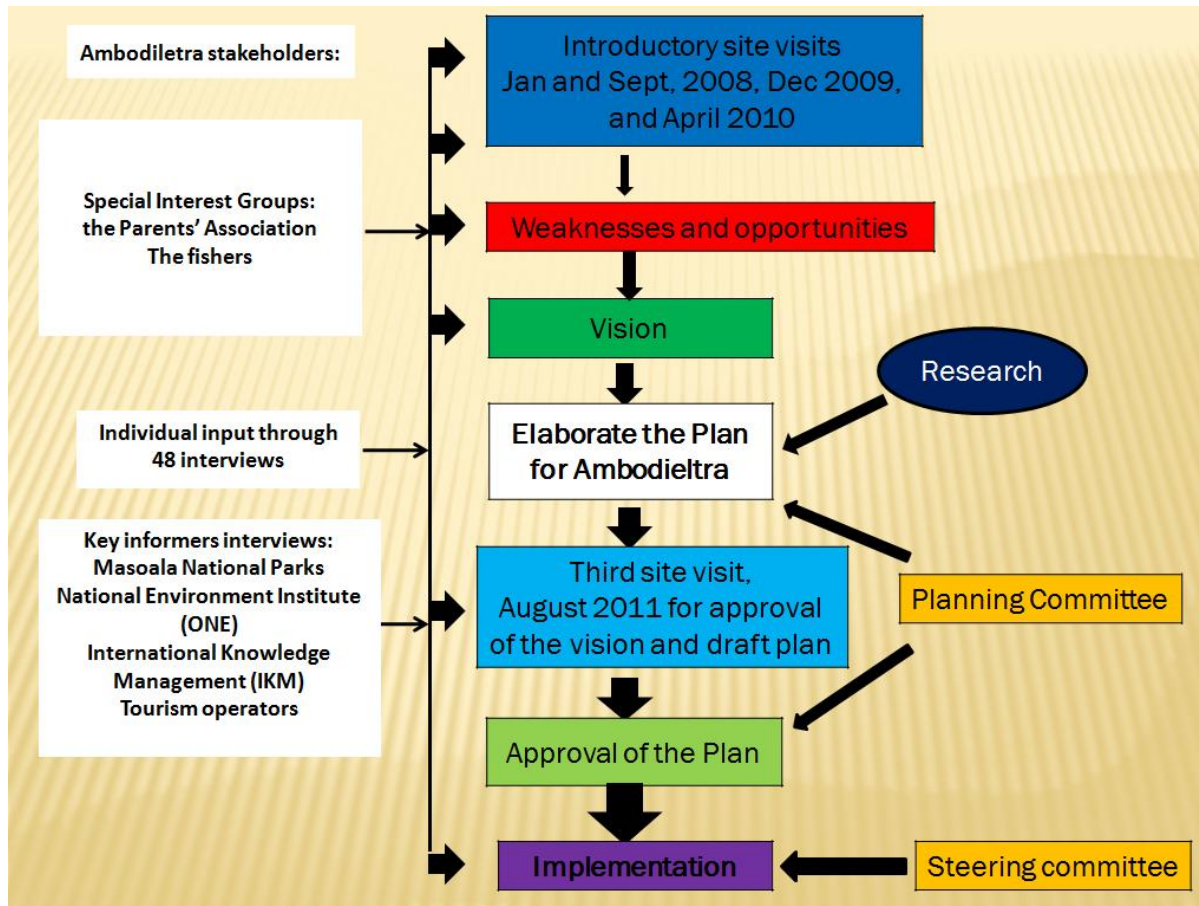 Ambodiletra stakeholders:
Special Interest Groups:
the Parents’ Association
The fishers
Individual input through
48 interviews
Key informers interviews:
Masoala National Parks
National Environment Institute
(ONE)
International Knowledge
Management (IKM)
Tourism operators
Introductory site visits
Jan and Sept, 2008, Dec 2009,
and April 2010
Weaknesses and opportunities
Vision
Research
Elaborate the Plan
for Ambodieltra
Third site visit,
August 2011 for approval
of the vision and draft plan
Planning Committee
Approval of the Plan
Implementation
Steering committee